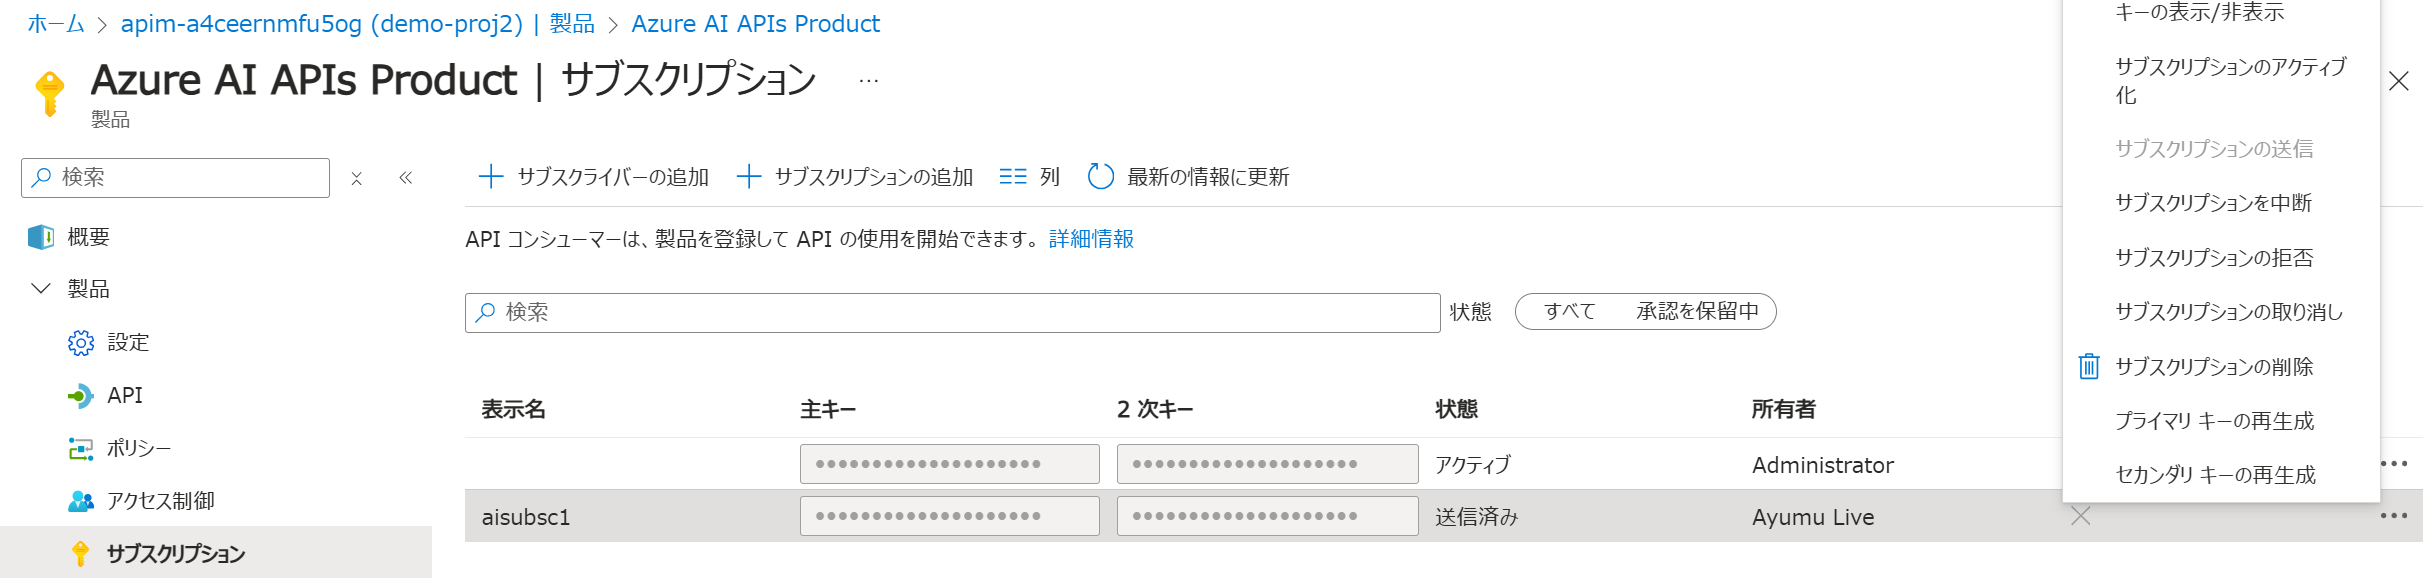 ホーム > apim-a4ceernmfu5og (demo-proj2) | 製品 > Azure AI APIs Product
Azure AI APIs Product | サブスクリプション …
製品
検索
概要
製品
設定
API
ポリシー
アクセス制御
サブスクリプション
サブスクライバーの追加 サブスクリプションの追加 列 最新の情報に更新
API コンシューマーは、製品を登録して API の使用を開始できます。 詳細情報
検索 状態 すべて 承認を保留中
表示名 主キー 2 次キー 状態 所有者
•••••••••••••••••••• •••••••••••••••••••• アクティブ Administrator
aisubsc1 •••••••••••••••••••• •••••••••••••••••••• 送信済み Ayumu Live
キーの表示/非表示
サブスクリプションのアクティブ
化
サブスクリプションの送信
サブスクリプションを中断
サブスクリプションの拒否
サブスクリプションの取り消し
サブスクリプションの削除
プライマリ キーの再生成
セカンダリ キーの再生成